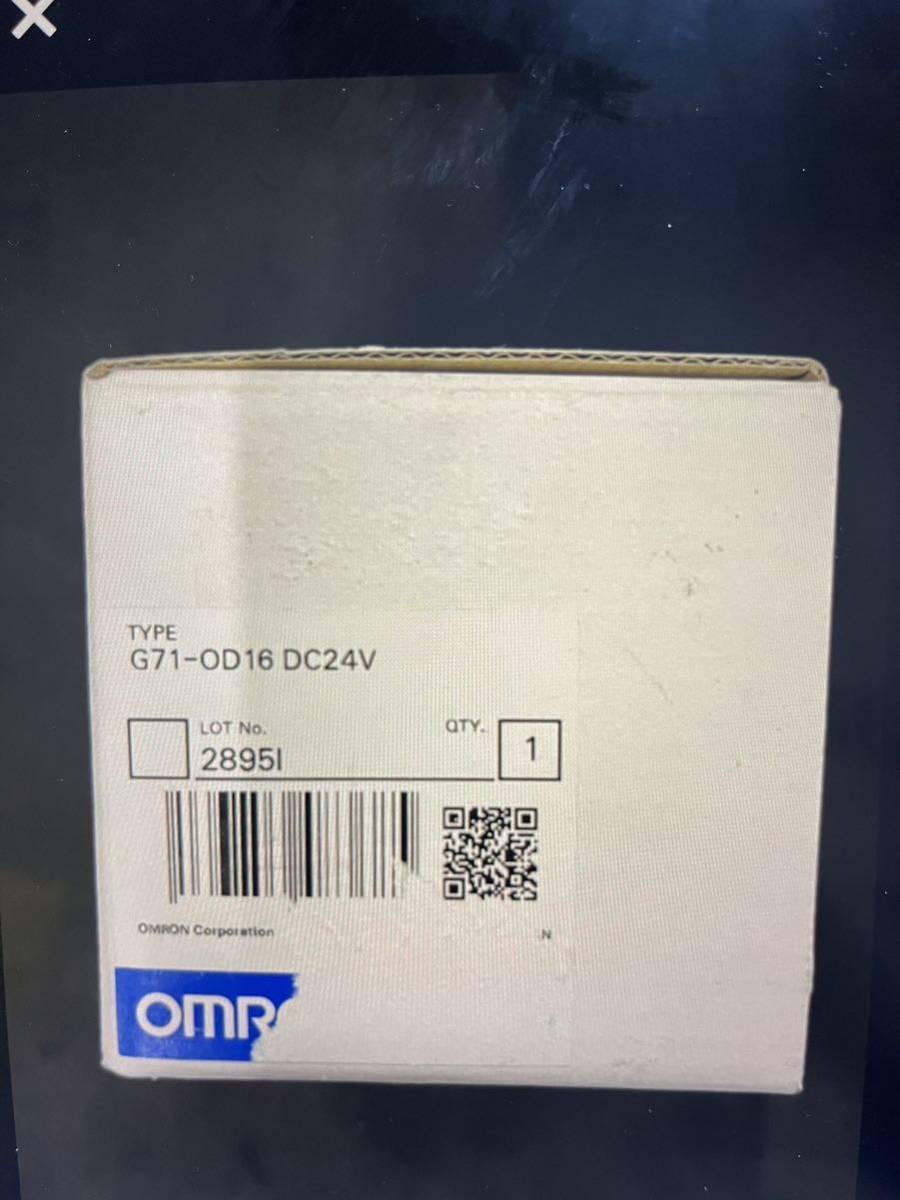 TYPE
G71-OD16 DC24V
LOT No.
QTY.
2895I
1
OMRON Corporation
N
OMR